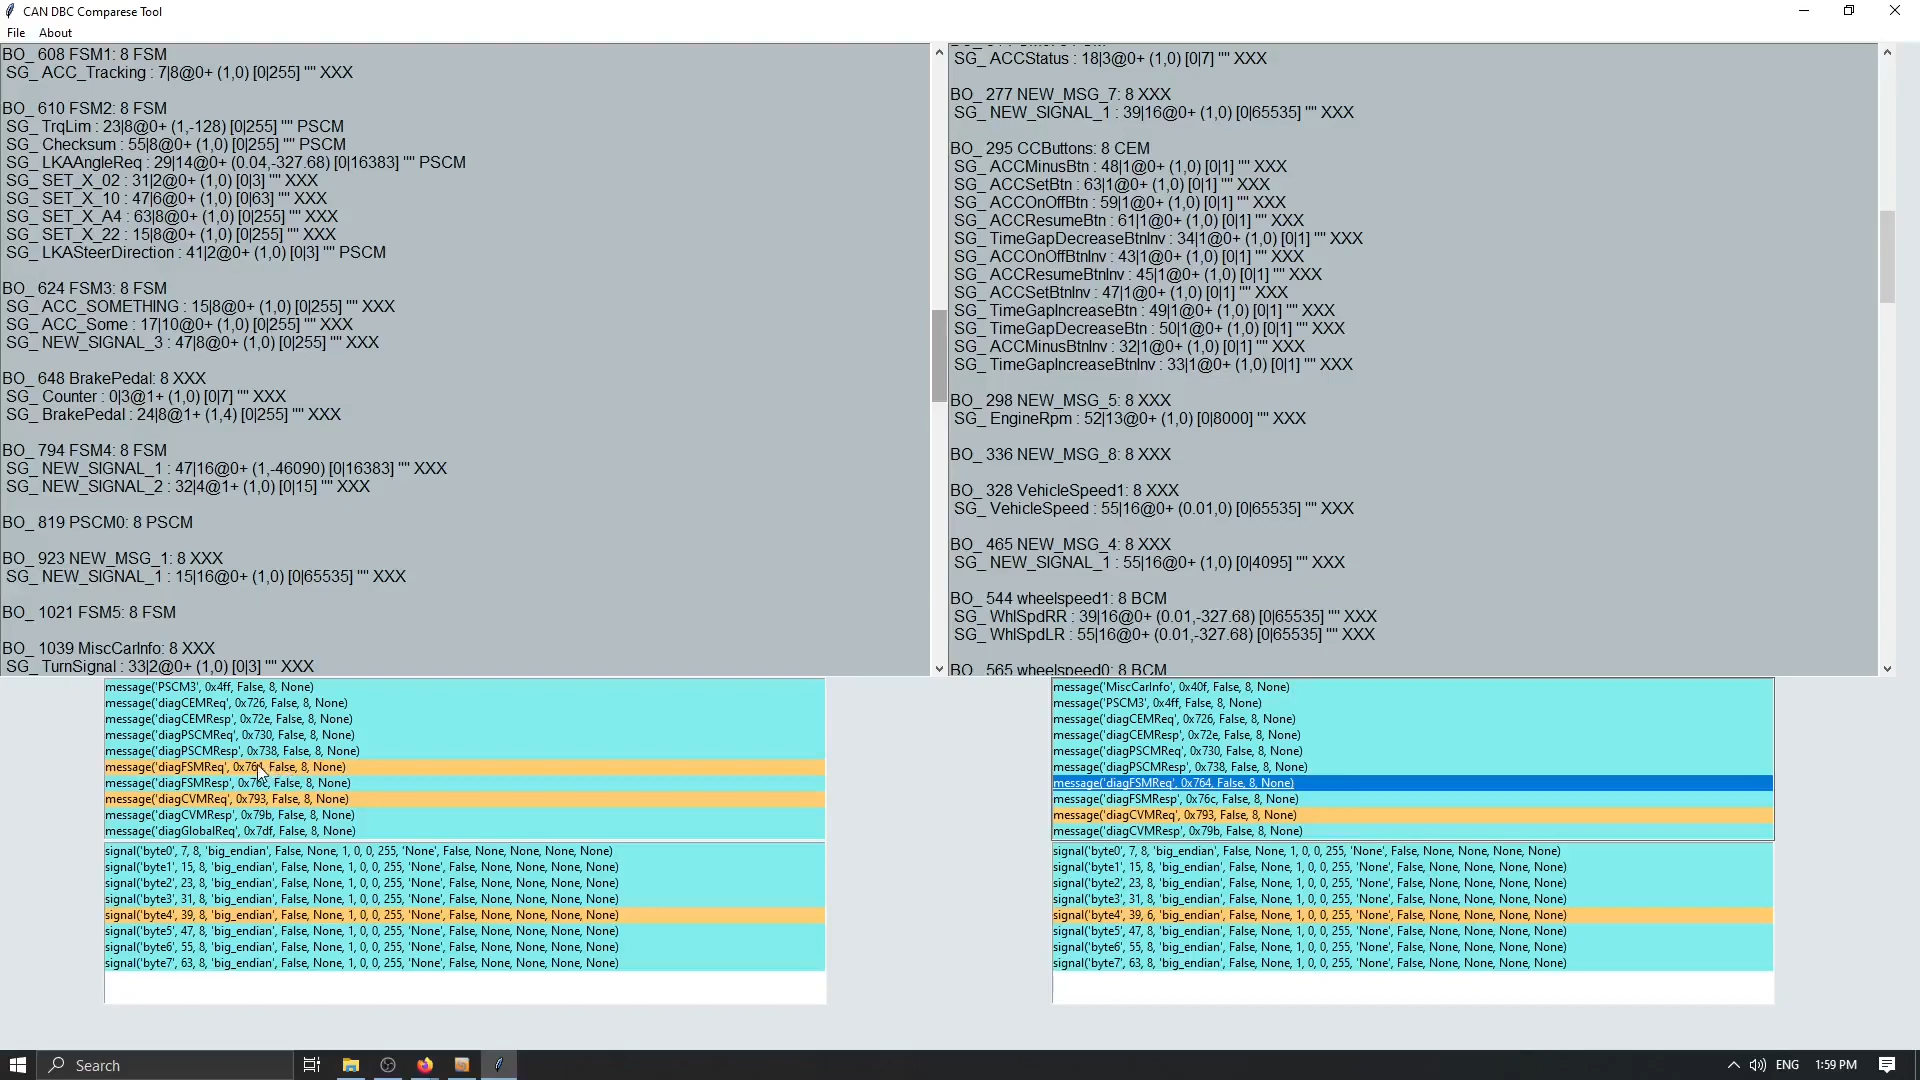 CAN DBC Comparese Tool
File About
BO_ 608 FSM1: 8 FSM
SG_ ACC_Tracking : 7|8@0+ (1,0) [0|255] "" XXX
BO_ 610 FSM2: 8 FSM
SG_ TrqLim : 23|8@0+ (1,-128) [0|255] "" PSCM
SG_ Checksum : 55|8@0+ (1,0) [0|255] "" PSCM
SG_ LKAAngleReq : 29|14@0+ (0.04,-327.68) [0|16383] "" PSCM
SG_ SET_X_02 : 31|2@0+ (1,0) [0|3] "" XXX
SG_ SET_X_10 : 47|6@0+ (1,0) [0|63] "" XXX
SG_ SET_X_A4 : 63|8@0+ (1,0) [0|255] "" XXX
SG_ SET_X_22 : 15|8@0+ (1,0) [0|255] "" XXX
SG_ LKASteerDirection : 41|2@0+ (1,0) [0|3] "" PSCM
BO_ 624 FSM3: 8 FSM
SG_ ACC_SOMETHING : 15|8@0+ (1,0) [0|255] "" XXX
SG_ ACC_Some : 17|10@0+ (1,0) [0|255] "" XXX
SG_ NEW_SIGNAL_3 : 47|8@0+ (1,0) [0|255] "" XXX
BO_ 648 BrakePedal: 8 XXX
SG_ Counter : 0|3@1+ (1,0) [0|7] "" XXX
SG_ BrakePedal : 24|8@1+ (1,4) [0|255] "" XXX
BO_ 794 FSM4: 8 FSM
SG_ NEW_SIGNAL_1 : 47|16@0+ (1,-46090) [0|16383] "" XXX
SG_ NEW_SIGNAL_2 : 32|4@1+ (1,0) [0|15] "" XXX
BO_ 819 PSCM0: 8 PSCM
BO_ 923 NEW_MSG_1: 8 XXX
SG_ NEW_SIGNAL_1 : 15|16@0+ (1,0) [0|65535] "" XXX
BO_ 1021 FSM5: 8 FSM
BO_ 1039 MiscCarInfo: 8 XXX
SG_ TurnSignal : 33|2@0+ (1,0) [0|3] "" XXX
SG_ ACCStatus : 18|3@0+ (1,0) [0|7] "" XXX
BO_ 277 NEW_MSG_7: 8 XXX
SG_ NEW_SIGNAL_1 : 39|16@0+ (1,0) [0|65535] "" XXX
BO_ 295 CCButtons: 8 CEM
SG_ ACCMinusBtn : 48|1@0+ (1,0) [0|1] "" XXX
SG_ ACCSetBtn : 63|1@0+ (1,0) [0|1] "" XXX
SG_ ACCOnOffBtn : 59|1@0+ (1,0) [0|1] "" XXX
SG_ ACCResumeBtn : 61|1@0+ (1,0) [0|1] "" XXX
SG_ TimeGapDecreaseBtnInv : 34|1@0+ (1,0) [0|1] "" XXX
SG_ ACCOnOffBtnInv : 43|1@0+ (1,0) [0|1] "" XXX
SG_ ACCResumeBtnInv : 45|1@0+ (1,0) [0|1] "" XXX
SG_ ACCSetBtnInv : 47|1@0+ (1,0) [0|1] "" XXX
SG_ TimeGapIncreaseBtn : 49|1@0+ (1,0) [0|1] "" XXX
SG_ TimeGapDecreaseBtn : 50|1@0+ (1,0) [0|1] "" XXX
SG_ ACCMinusBtnInv : 32|1@0+ (1,0) [0|1] "" XXX
SG_ TimeGapIncreaseBtnInv : 33|1@0+ (1,0) [0|1] "" XXX
BO_ 298 NEW_MSG_5: 8 XXX
SG_ EngineRpm : 52|13@0+ (1,0) [0|8000] "" XXX
BO_ 336 NEW_MSG_8: 8 XXX
BO_ 328 VehicleSpeed1: 8 XXX
SG_ VehicleSpeed : 55|16@0+ (0.01,0) [0|65535] "" XXX
BO_ 465 NEW_MSG_4: 8 XXX
SG_ NEW_SIGNAL_1 : 55|16@0+ (1,0) [0|4095] "" XXX
BO_ 544 wheelspeed1: 8 BCM
SG_ WhlSpdRR : 39|16@0+ (0.01,-327.68) [0|65535] "" XXX
SG_ WhlSpdLR : 55|16@0+ (0.01,-327.68) [0|65535] "" XXX
BO_ 565 wheelspeed0: 8 BCM
message('PSCM3', 0x4ff, False, 8, None)
message('diagCEMReq', 0x726, False, 8, None)
message('diagCEMResp', 0x72e, False, 8, None)
message('diagPSCMReq', 0x730, False, 8, None)
message('diagPSCMResp', 0x738, False, 8, None)
message('diagFSMReq', 0x764, False, 8, None)
message('diagFSMResp', 0x76c, False, 8, None)
message('diagCVMReq', 0x793, False, 8, None)
message('diagCVMResp', 0x79b, False, 8, None)
message('diagGlobalReq', 0x7df, False, 8, None)
message('MiscCarInfo', 0x40f, False, 8, None)
message('PSCM3', 0x4ff, False, 8, None)
message('diagCEMReq', 0x726, False, 8, None)
message('diagCEMResp', 0x72e, False, 8, None)
message('diagPSCMReq', 0x730, False, 8, None)
message('diagPSCMResp', 0x738, False, 8, None)
message('diagFSMReq', 0x764, False, 8, None)
message('diagFSMResp', 0x76c, False, 8, None)
message('diagCVMReq', 0x793, False, 8, None)
message('diagCVMResp', 0x79b, False, 8, None)
signal('byte0', 7, 8, 'big_endian', False, None, 1, 0, 0, 255, 'None', False, None, None, None, None)
signal('byte1', 15, 8, 'big_endian', False, None, 1, 0, 0, 255, 'None', False, None, None, None, None)
signal('byte2', 23, 8, 'big_endian', False, None, 1, 0, 0, 255, 'None', False, None, None, None, None)
signal('byte3', 31, 8, 'big_endian', False, None, 1, 0, 0, 255, 'None', False, None, None, None, None)
signal('byte4', 39, 8, 'big_endian', False, None, 1, 0, 0, 255, 'None', False, None, None, None, None)
signal('byte5', 47, 8, 'big_endian', False, None, 1, 0, 0, 255, 'None', False, None, None, None, None)
signal('byte6', 55, 8, 'big_endian', False, None, 1, 0, 0, 255, 'None', False, None, None, None, None)
signal('byte7', 63, 8, 'big_endian', False, None, 1, 0, 0, 255, 'None', False, None, None, None, None)
signal('byte0', 7, 8, 'big_endian', False, None, 1, 0, 0, 255, 'None', False, None, None, None, None)
signal('byte1', 15, 8, 'big_endian', False, None, 1, 0, 0, 255, 'None', False, None, None, None, None)
signal('byte2', 23, 8, 'big_endian', False, None, 1, 0, 0, 255, 'None', False, None, None, None, None)
signal('byte3', 31, 8, 'big_endian', False, None, 1, 0, 0, 255, 'None', False, None, None, None, None)
signal('byte4', 39, 6, 'big_endian', False, None, 1, 0, 0, 255, 'None', False, None, None, None, None)
signal('byte5', 47, 8, 'big_endian', False, None, 1, 0, 0, 255, 'None', False, None, None, None, None)
signal('byte6', 55, 8, 'big_endian', False, None, 1, 0, 0, 255, 'None', False, None, None, None, None)
signal('byte7', 63, 8, 'big_endian', False, None, 1, 0, 0, 255, 'None', False, None, None, None, None)
Search
ENG
1:59 PM